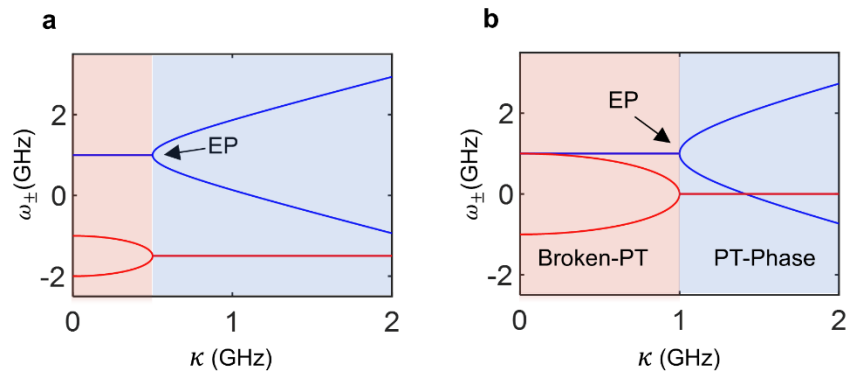 a
2
0
-2
ω±(GHz)
EP
0
1
2
κ (GHz)
b
2
0
-2
ω±(GHz)
EP
Broken-PT
PT-Phase
0
1
2
κ (GHz)